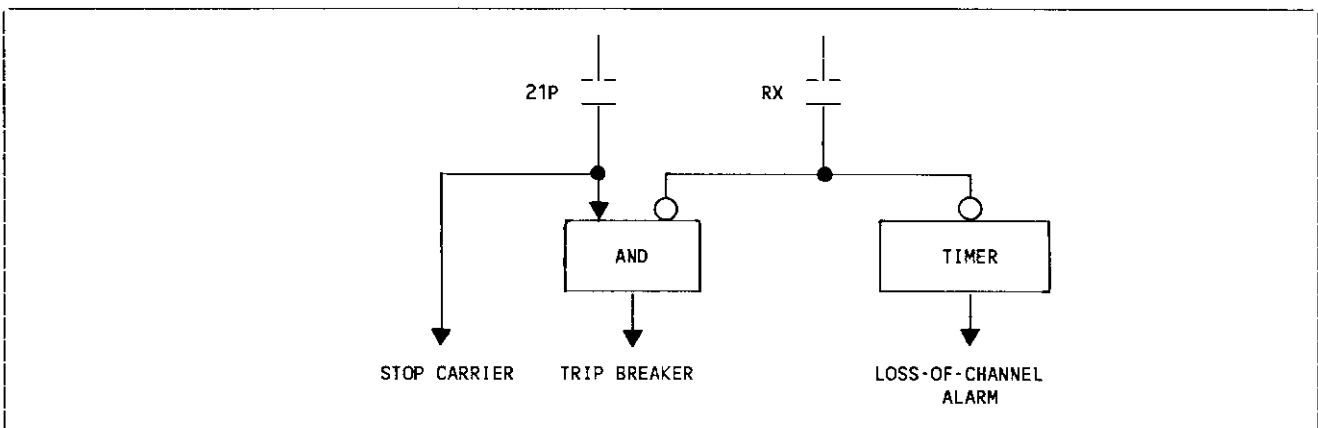 21P
RX
AND
TIMER
STOP CARRIER
TRIP BREAKER
LOSS-OF-CHANNEL
ALARM